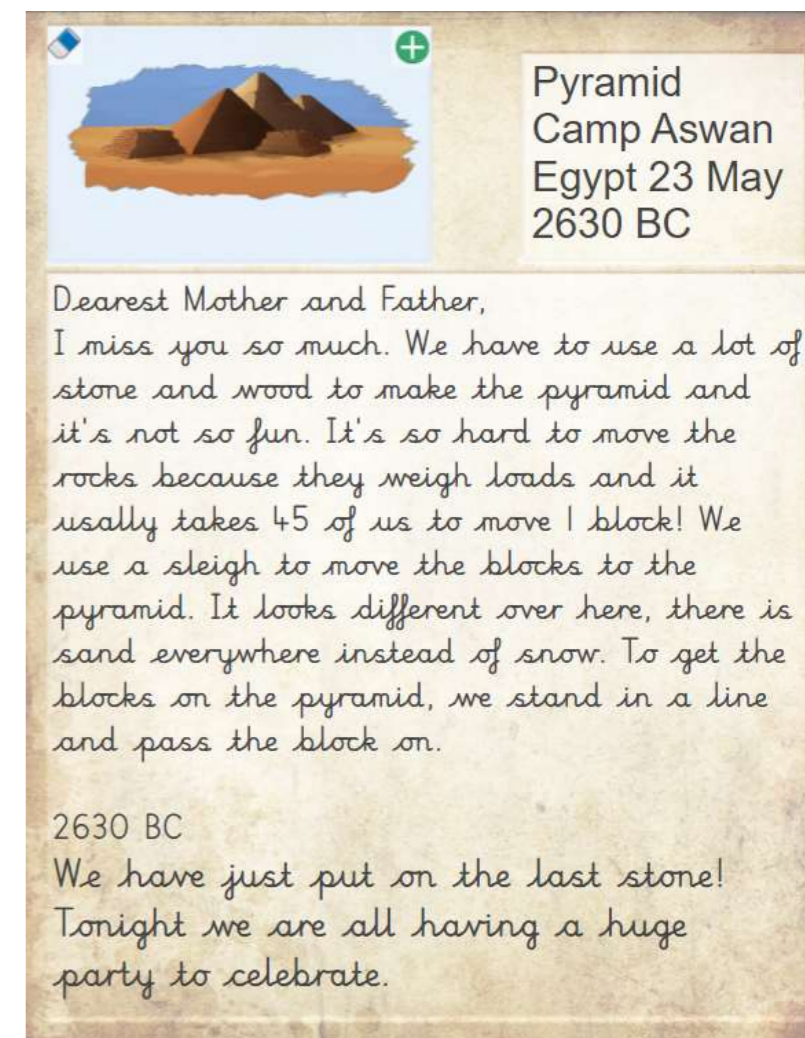 Pyramid
Camp Aswan
Egypt 23 May
2630 BC
Dearest Mother and Father,
I miss you so much. We have to use a lot of
stone and wood to make the pyramid and
it's not so fun. It's so hard to move the
rocks because they weigh loads and it
usally takes 45 of us to move 1 block! We
use a sleigh to move the blocks to the
pyramid. It looks different over here, there is
sand everywhere instead of snow. To get the
blocks on the pyramid, we stand in a line
and pass the block on.
2630 BC
We have just put on the last stone!
Tonight we are all having a huge
party to celebrate.